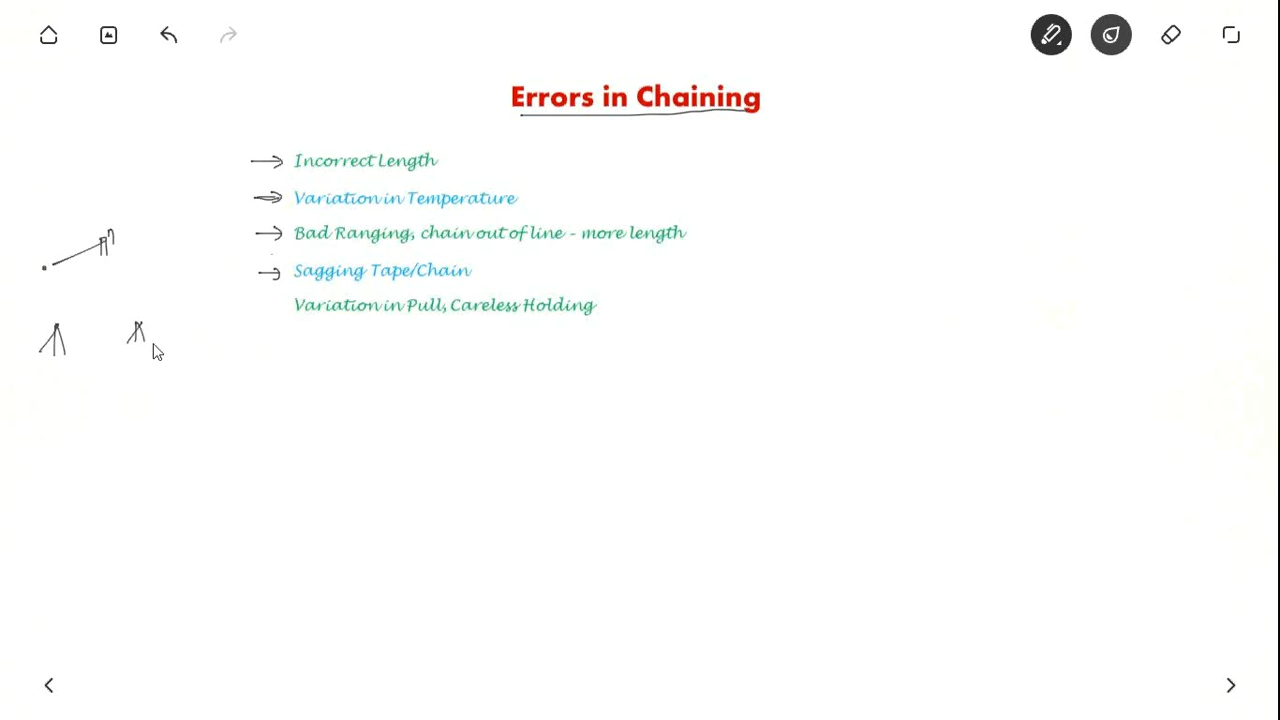 Errors in Chaining
Incorrect Length
Variation in Temperature
Bad Ranging, chain out of line - more length
Sagging Tape/Chain
Variation in Pull, Careless Holding